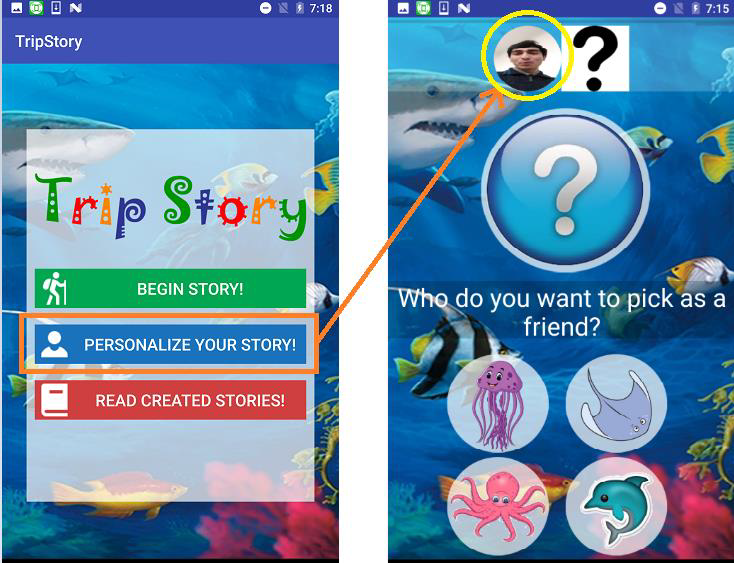 7:18
TripStory
Trip Story
BEGIN STORY!
PERSONALIZE YOUR STORY!
READ CREATED STORIES!
7:15
?
?
Who do you want to pick as a
friend?